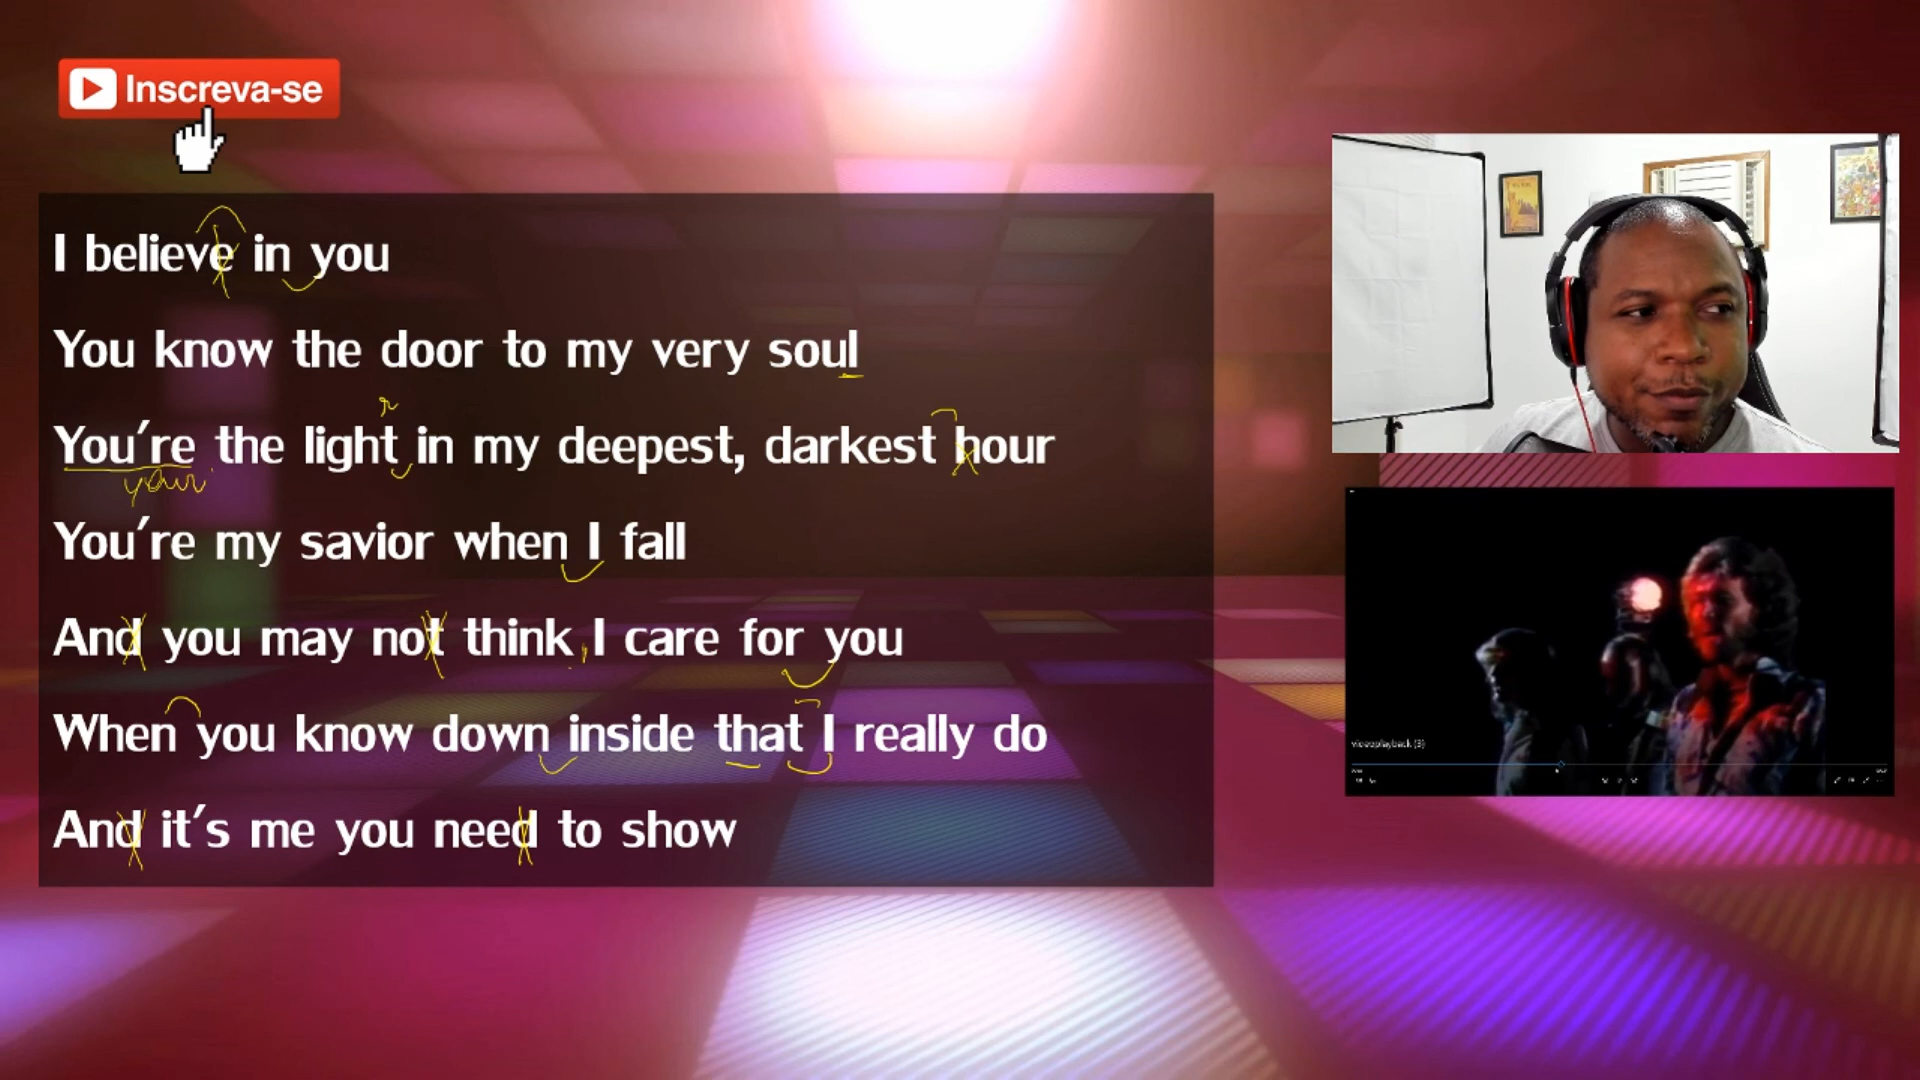 Inscreva-se
I believe in you
You know the door to my very soul
r
You're the light in my deepest, darkest hour
your
You're my savior when I fall
And you may not think I care for you
When you know down inside that I really do
And it's me you need to show
videoplayback (3)